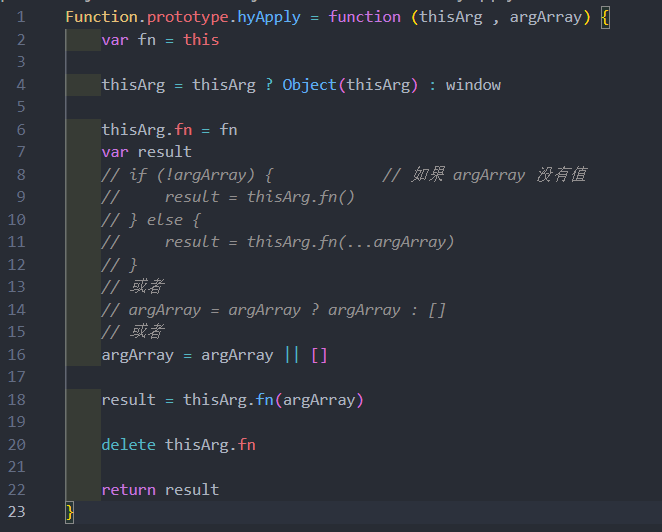 1 Function.prototype.hyApply = function (thisArg , argArray) {
2 var fn = this
3
4 thisArg = thisArg ? Object(thisArg) : window
5
6 thisArg.fn = fn
7 var result
8 // if (!argArray) { // 如果 argArray 没有值
9 // result = thisArg.fn()
10 // } else {
11 // result = thisArg.fn(...argArray)
12 // }
13 // 或者
14 // argArray = argArray ? argArray : []
15 // 或者
16 argArray = argArray || []
17
18 result = thisArg.fn(argArray)
19
20 delete thisArg.fn
21
22 return result
23 }